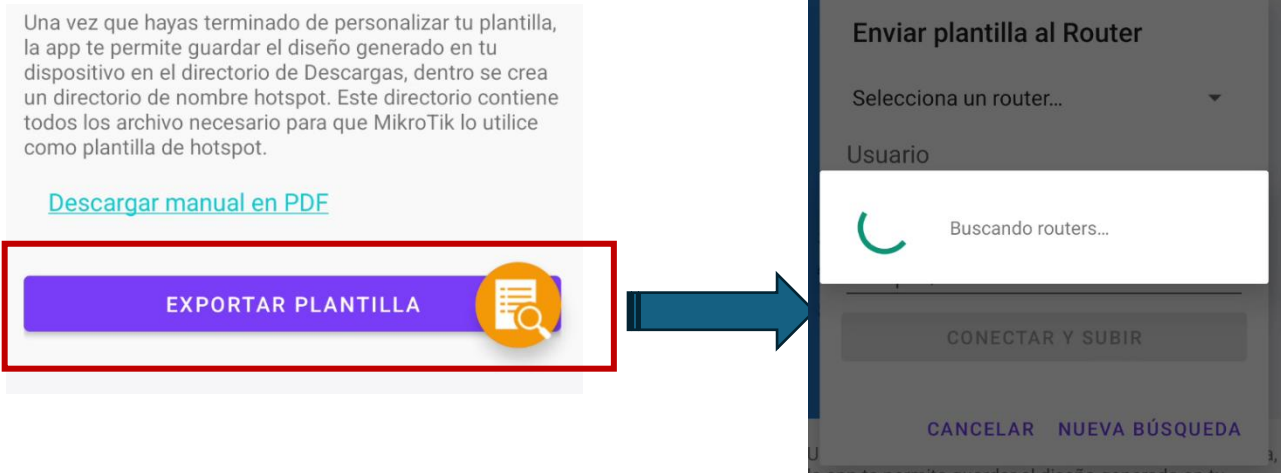 Una vez que hayas terminado de personalizar tu plantilla,
la app te permite guardar el diseño generado en tu
dispositivo en el directorio de Descargas, dentro se crea
un directorio de nombre hotspot. Este directorio contiene
todos los archivo necesario para que MikroTik lo utilice
como plantilla de hotspot.
Descargar manual en PDF
EXPORTAR PLANTILLA
Enviar plantilla al Router
Selecciona un router...
Usuario
Buscando routers...
CONECTAR Y SUBIR
CANCELAR NUEVA BÚSQUEDA